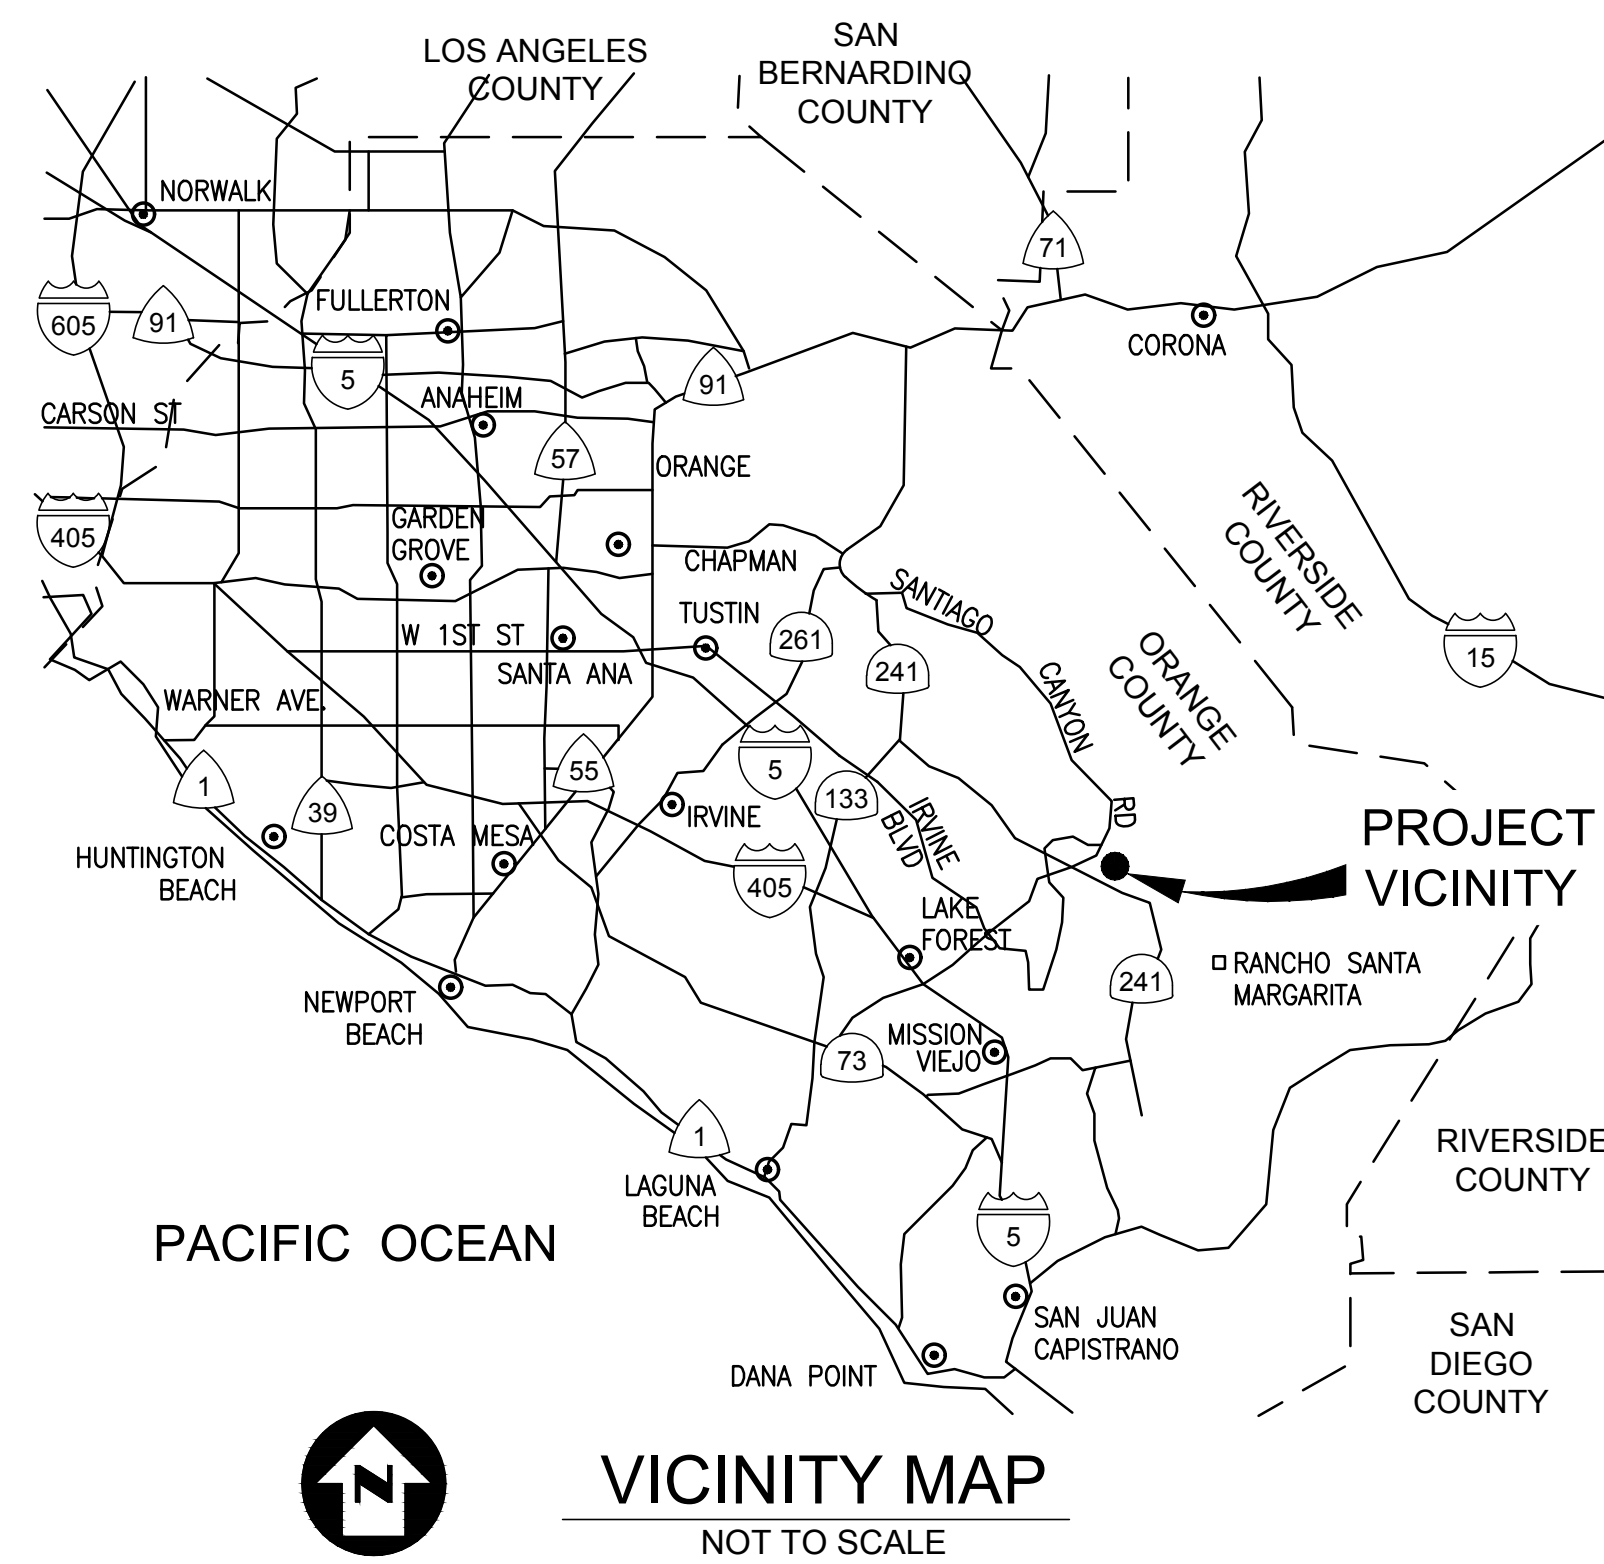 LOS ANGELES
COUNTY
SAN
BERNARDINO
COUNTY
NORWALK
71
605
91
FULLERTON
5
CORONA
91
CARSON ST
ANAHEIM
57
ORANGE
405
GARDEN
GROVE
CHAPMAN
RIVERSIDE
COUNTY
SANTIAGO
CANYON
RD
TUSTIN
261
241
W 1ST ST
SANTA ANA
ORANGE
COUNTY
15
WARNER AVE.
1
39
55
5
133
IRVINE
IRVINE
BLVD
COSTA MESA
PROJECT
VICINITY
HUNTINGTON
BEACH
405
LAKE
FOREST
RANCHO SANTA
MARGARITA
241
NEWPORT
BEACH
MISSION
VIEJO
73
1
RIVERSIDE
COUNTY
LAGUNA
BEACH
PACIFIC OCEAN
5
SAN JUAN
CAPISTRANO
SAN
DIEGO
COUNTY
DANA POINT
N
VICINITY MAP
NOT TO SCALE